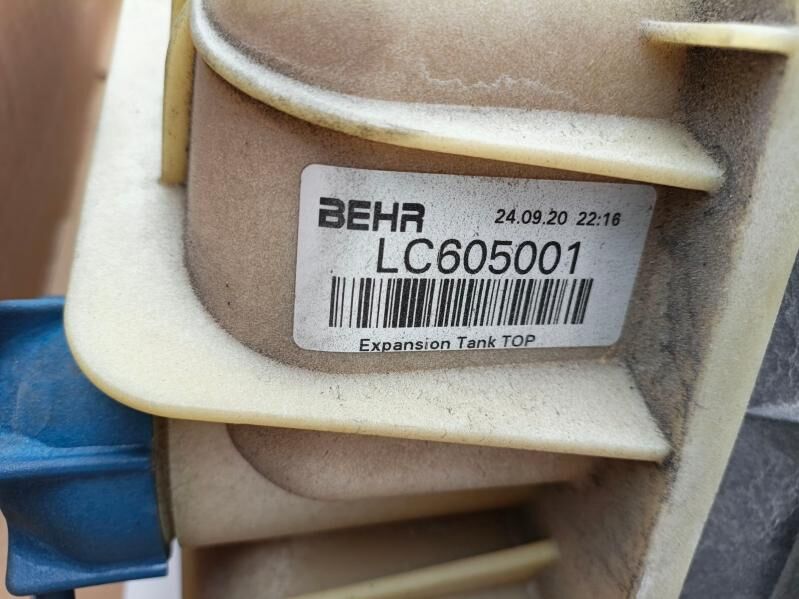 BEHR 24.09.20 22:16
LC605001
Expansion Tank TOP